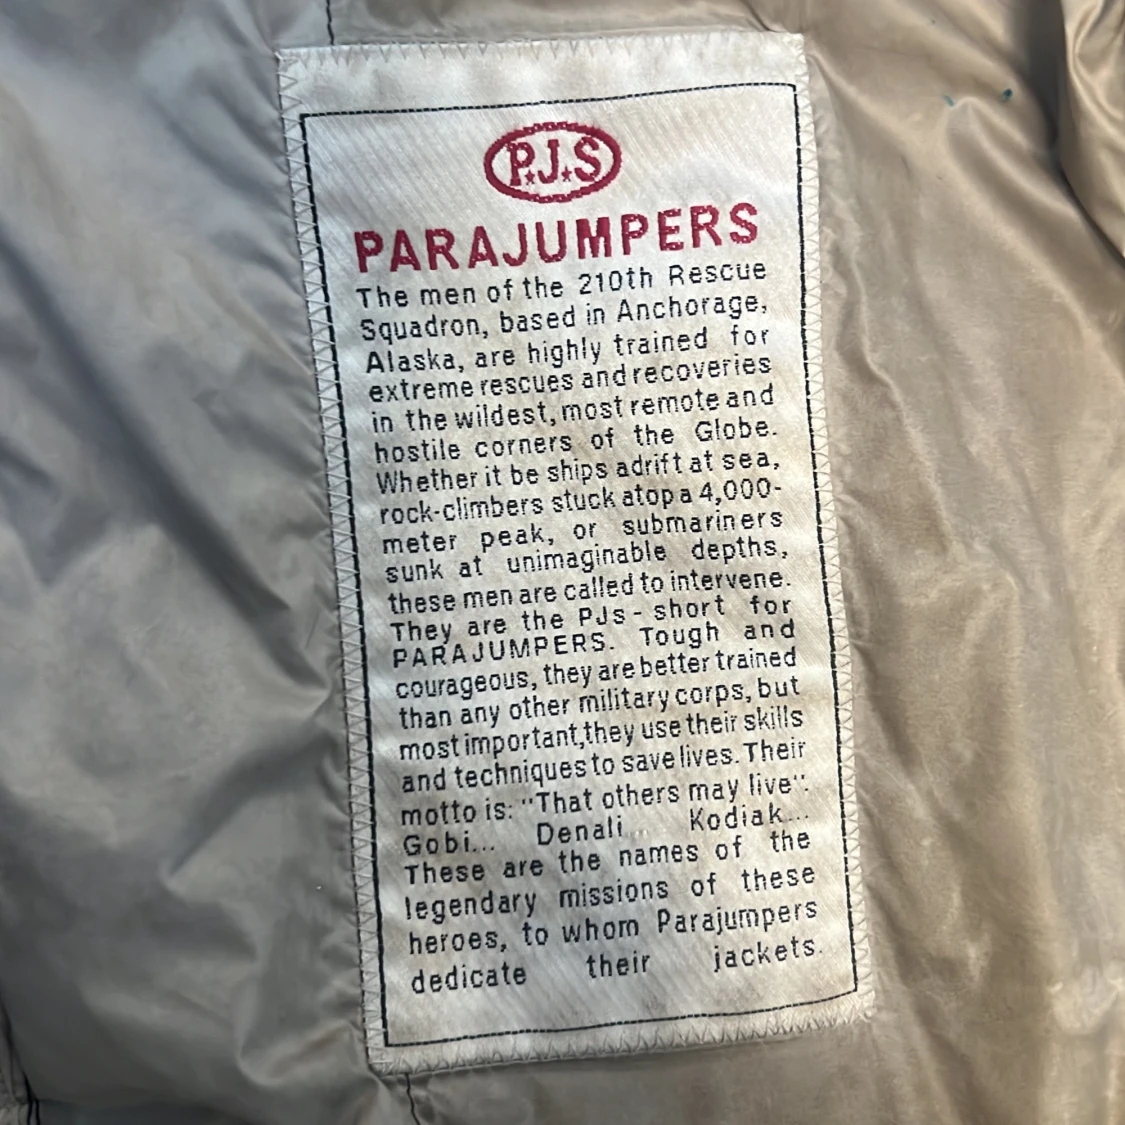 P.J.S
PARAJUMPERS
The men of the 210th Rescue
Squadron, based in Anchorage,
Alaska, are highly trained for
extreme rescues and recoveries
in the wildest, most remote and
hostile corners of the Globe.
Whether it be ships adrift at sea,
rock-climbers stuck atop a 4,000-
meter peak, or submariners
sunk at unimaginable depths,
these men are called to intervene.
They are the PJs - short for
PARAJUMPERS. Tough and
courageous, they are better trained
than any other military corps, but
most important,they use their skills
and techniques to save lives. Their
motto is: "That others may live".
Gobi... Denali... Kodiak...
These are the names of the
legendary missions of these
heroes, to whom Parajumpers
dedicate their jackets.